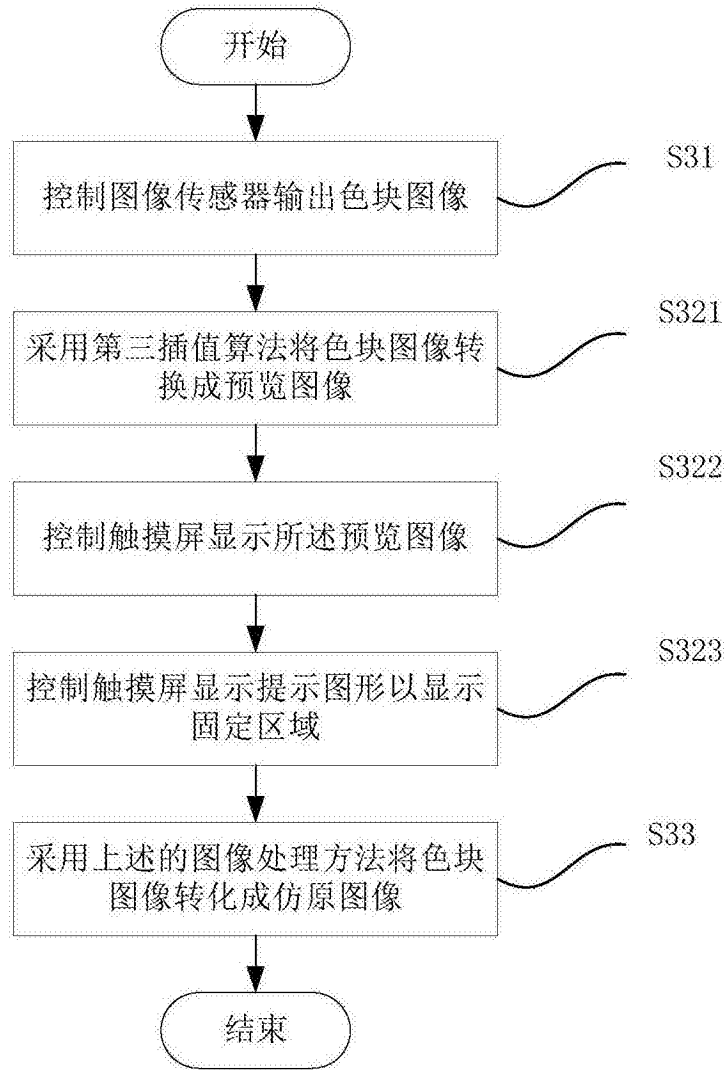 开始
控制图像传感器输出色块图像
S31
采用第三插值算法将色块图像转
换成预览图像
S321
控制触摸屏显示所述预览图像
S322
控制触摸屏显示提示图形以显示
固定区域
S323
采用上述的图像处理方法将色块
图像转化成仿原图像
S33
结束